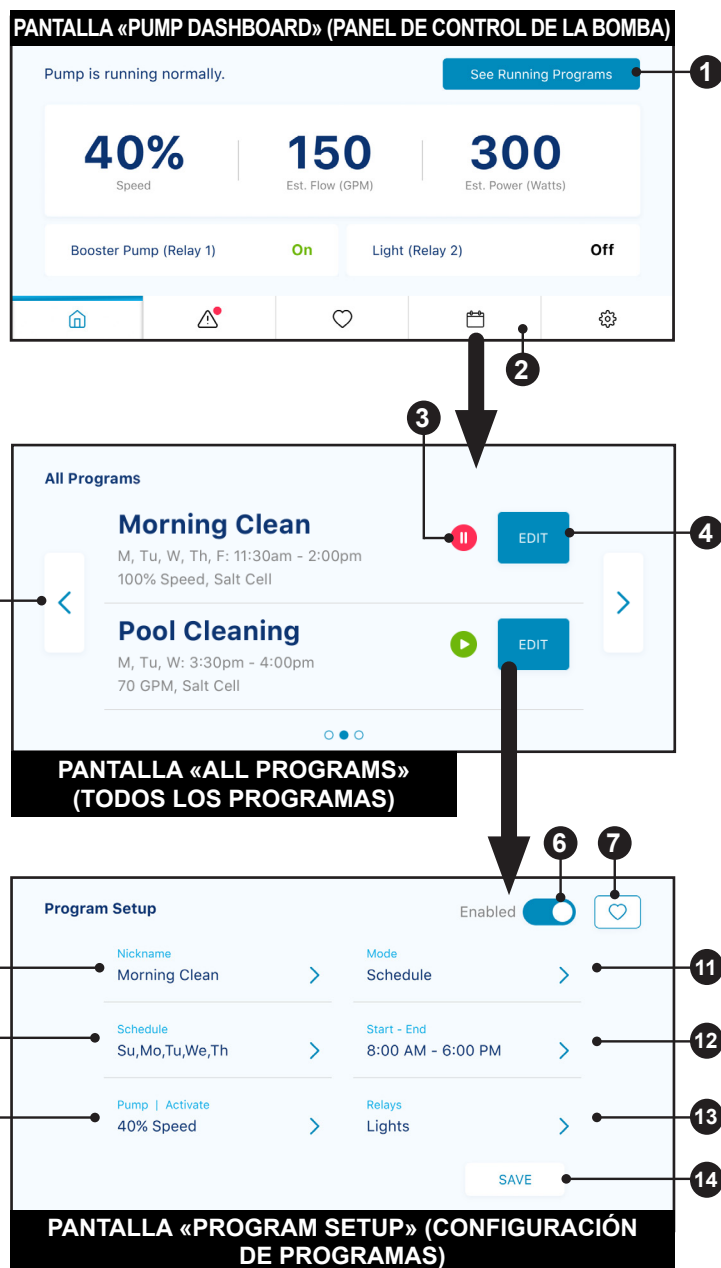 PANTALLA «PUMP DASHBOARD» (PANEL DE CONTROL DE LA BOMBA)
Pump is running normally.
See Running Programs
1
40%
150
300
Speed
Est. Flow (GPM)
Est. Power (Watts)
Booster Pump (Relay 1)
On
Light (Relay 2)
Off
2
3
All Programs
Morning Clean
EDIT
4
M, Tu, W, Th, F: 11:30am - 2:00pm
100% Speed, Salt Cell
Pool Cleaning
EDIT
M, Tu, W: 3:30pm - 4:00pm
70 GPM, Salt Cell
PANTALLA «ALL PROGRAMS»
(TODOS LOS PROGRAMAS)
6
7
Program Setup
Enabled
Nickname
Morning Clean
Mode
Schedule
11
Schedule
Su,Mo,Tu,We,Th
Start - End
8:00 AM - 6:00 PM
12
Pump | Activate
40% Speed
Relays
Lights
13
SAVE
14
PANTALLA «PROGRAM SETUP» (CONFIGURACIÓN
DE PROGRAMAS)